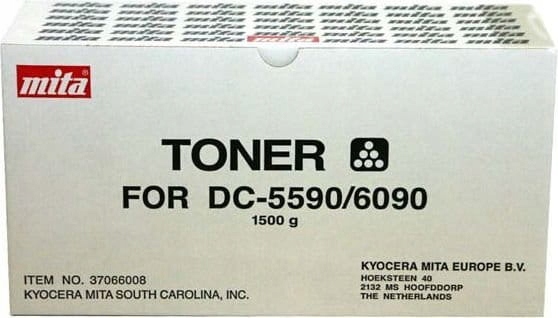 mita
TONER
FOR DC-5590/6090
1500 g
ITEM NO. 37066008
KYOCERA MITA SOUTH CAROLINA, INC.
KYOCERA MITA EUROPE B.V.
HOEKSTEEN 40
2132 MS HOOFDDORP
THE NETHERLANDS